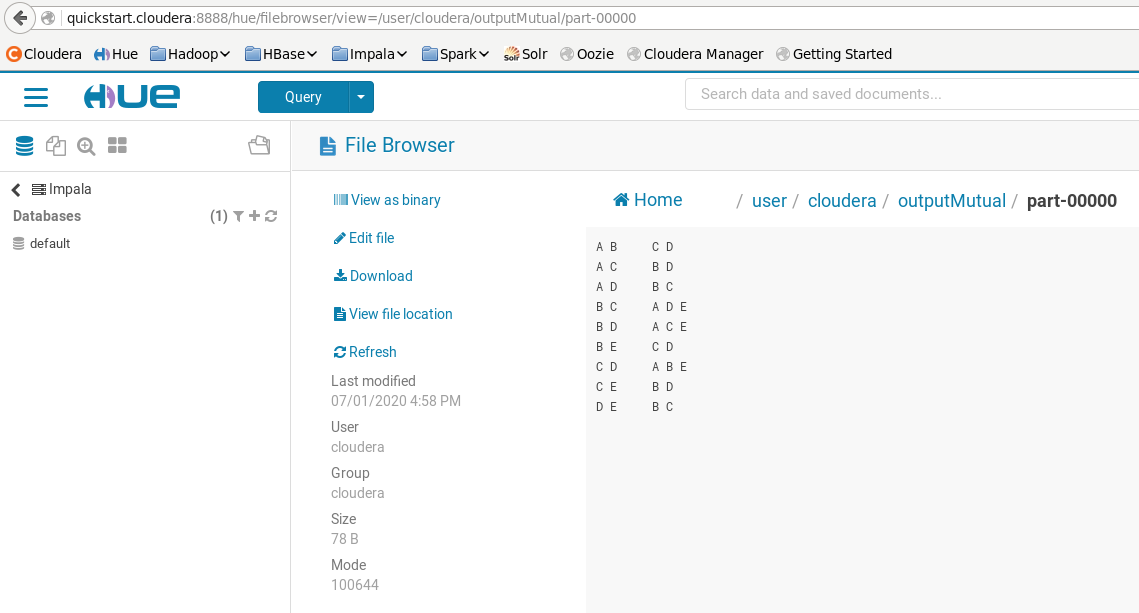 quickstart.cloudera:8888/hue/filebrowser/view=/user/cloudera/outputMutual/part-00000
Cloudera Hue Hadoop HBase Impala Spark Solr Oozie Cloudera Manager Getting Started
HUE Query Search data and saved documents...
File Browser
Impala
Databases (1)
default
View as binary
Edit file
Download
View file location
Refresh
Last modified
07/01/2020 4:58 PM
User
cloudera
Group
cloudera
Size
78 B
Mode
100644
Home / user / cloudera / outputMutual / part-00000
A B C D
A C B D
A D B C
B C A D E
B D A C E
B E C D
C D A B E
C E B D
D E B C